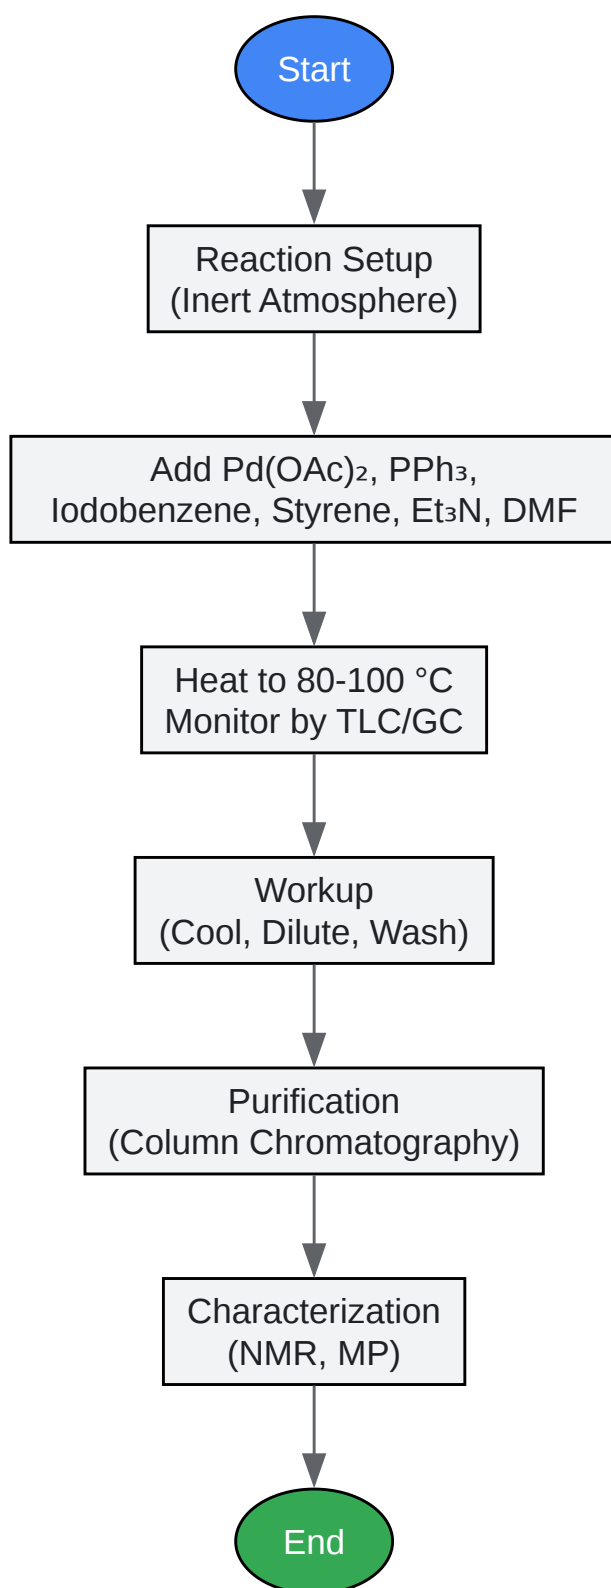 Start
Reaction Setup
(Inert Atmosphere)
Add Pd(OAc)₂, PPh₃,
Iodobenzene, Styrene, Et₃N, DMF
Heat to 80-100 °C
Monitor by TLC/GC
Workup
(Cool, Dilute, Wash)
Purification
(Column Chromatography)
Characterization
(NMR, MP)
End